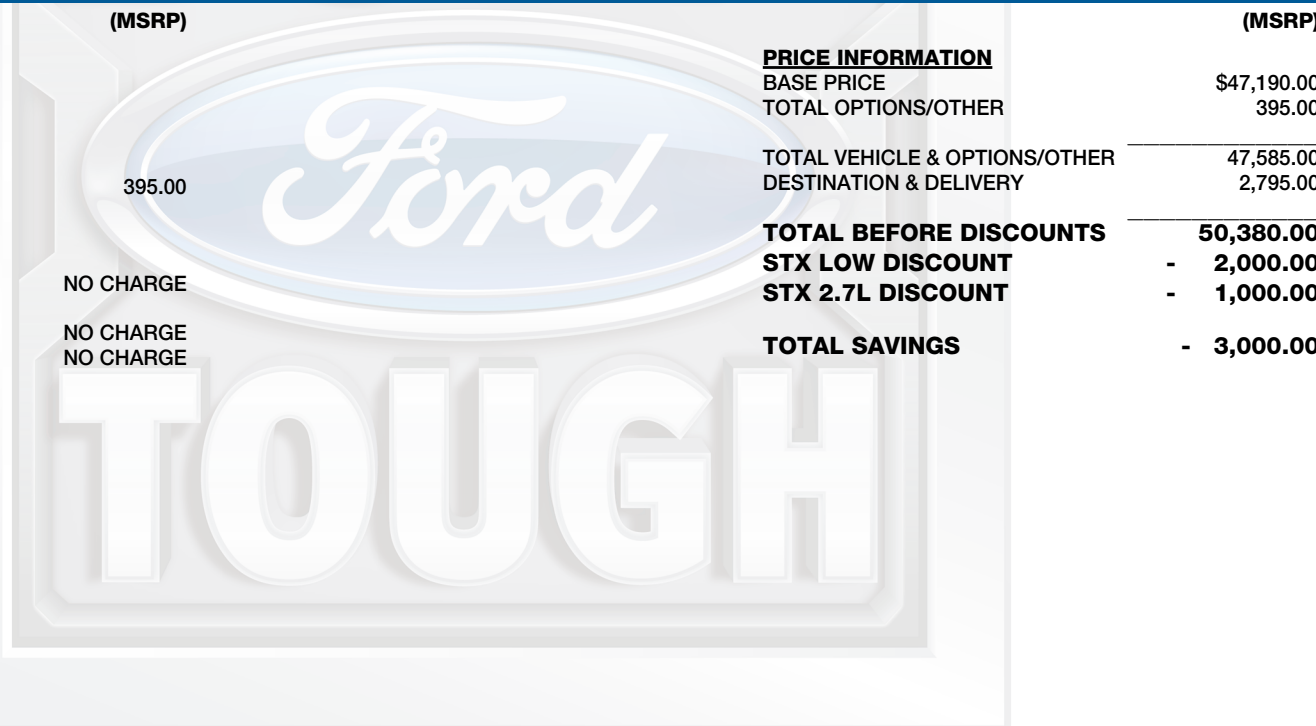 (MSRP)
395.00
NO CHARGE
NO CHARGE
NO CHARGE
Ford
TOUGH
(MSRP)
PRICE INFORMATION
BASE PRICE $47,190.00
TOTAL OPTIONS/OTHER 395.00
TOTAL VEHICLE & OPTIONS/OTHER 47,585.00
DESTINATION & DELIVERY 2,795.00
TOTAL BEFORE DISCOUNTS 50,380.00
STX LOW DISCOUNT - 2,000.00
STX 2.7L DISCOUNT - 1,000.00
TOTAL SAVINGS - 3,000.00